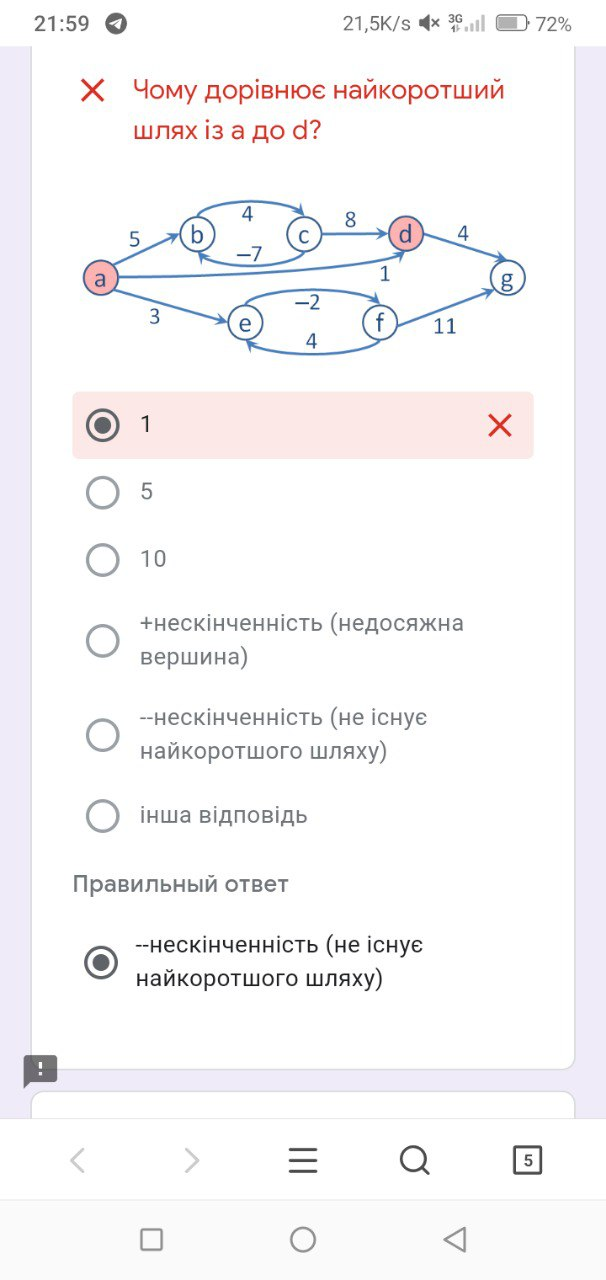 21:59 21,5K/s 3G 72%
Чому дорівнює найкоротший
шлях із a до d?
4
5 b c 8 d 4
–7
a 1 g
–2
3 e f 11
4
1
5
10
+нескінченність (недосяжна
вершина)
--нескінченність (не існує
найкоротшого шляху)
інша відповідь
Правильный ответ
--нескінченність (не існує
найкоротшого шляху)
!
5